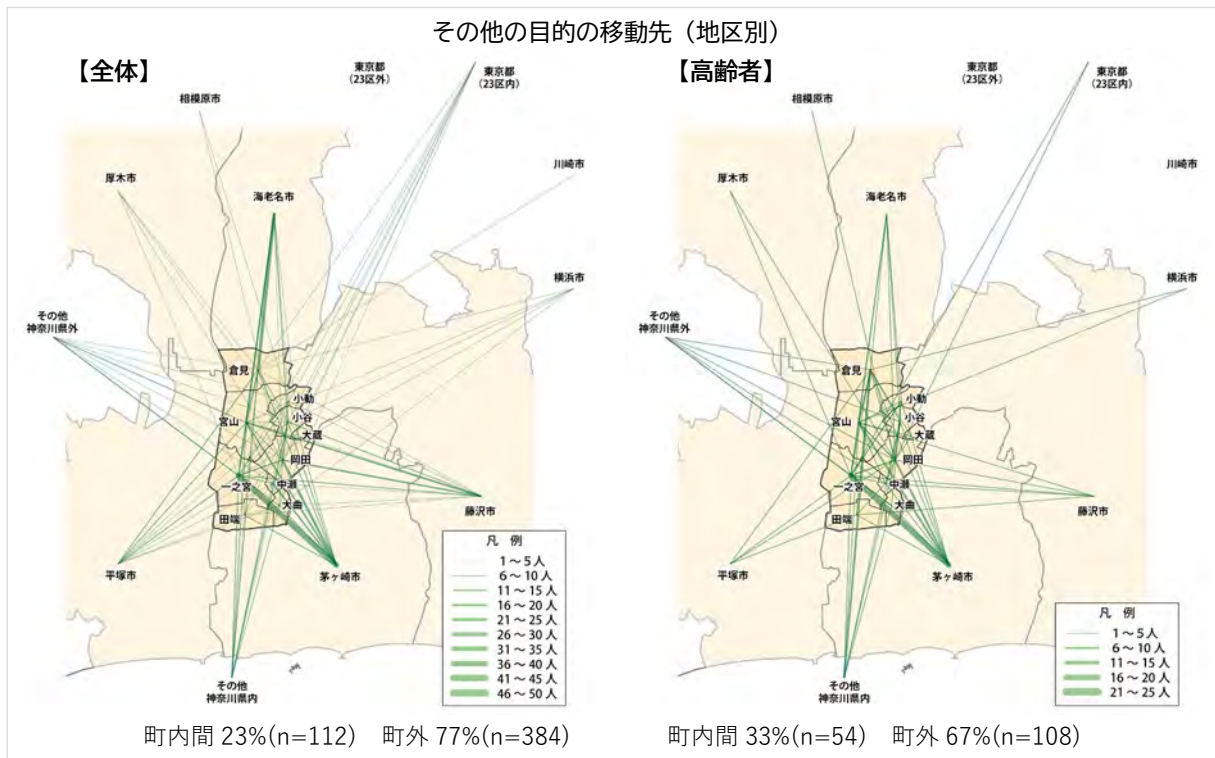 その他の目的の移動先（地区別）
【全体】
東京都
（23区外）
東京都
（23区内）
相模原市
川崎市
厚木市
海老名市
横浜市
その他
神奈川県外
倉見
小動
小谷
宮山
大蔵
岡田
一之宮
中瀬
大曲
田端
藤沢市
平塚市
茅ヶ崎市
その他
神奈川県内
凡 例
1～5人
6～10人
11～15人
16～20人
21～25人
26～30人
31～35人
36～40人
41～45人
46～50人
町内間 23%(n=112) 町外 77%(n=384)
【高齢者】
東京都
（23区外）
東京都
（23区内）
相模原市
川崎市
厚木市
海老名市
横浜市
その他
神奈川県外
倉見
小動
小谷
宮山
大蔵
岡田
一之宮
中瀬
大曲
田端
藤沢市
平塚市
茅ヶ崎市
その他
神奈川県内
凡 例
1～5人
6～10人
11～15人
16～20人
21～25人
町内間 33%(n=54) 町外 67%(n=108)